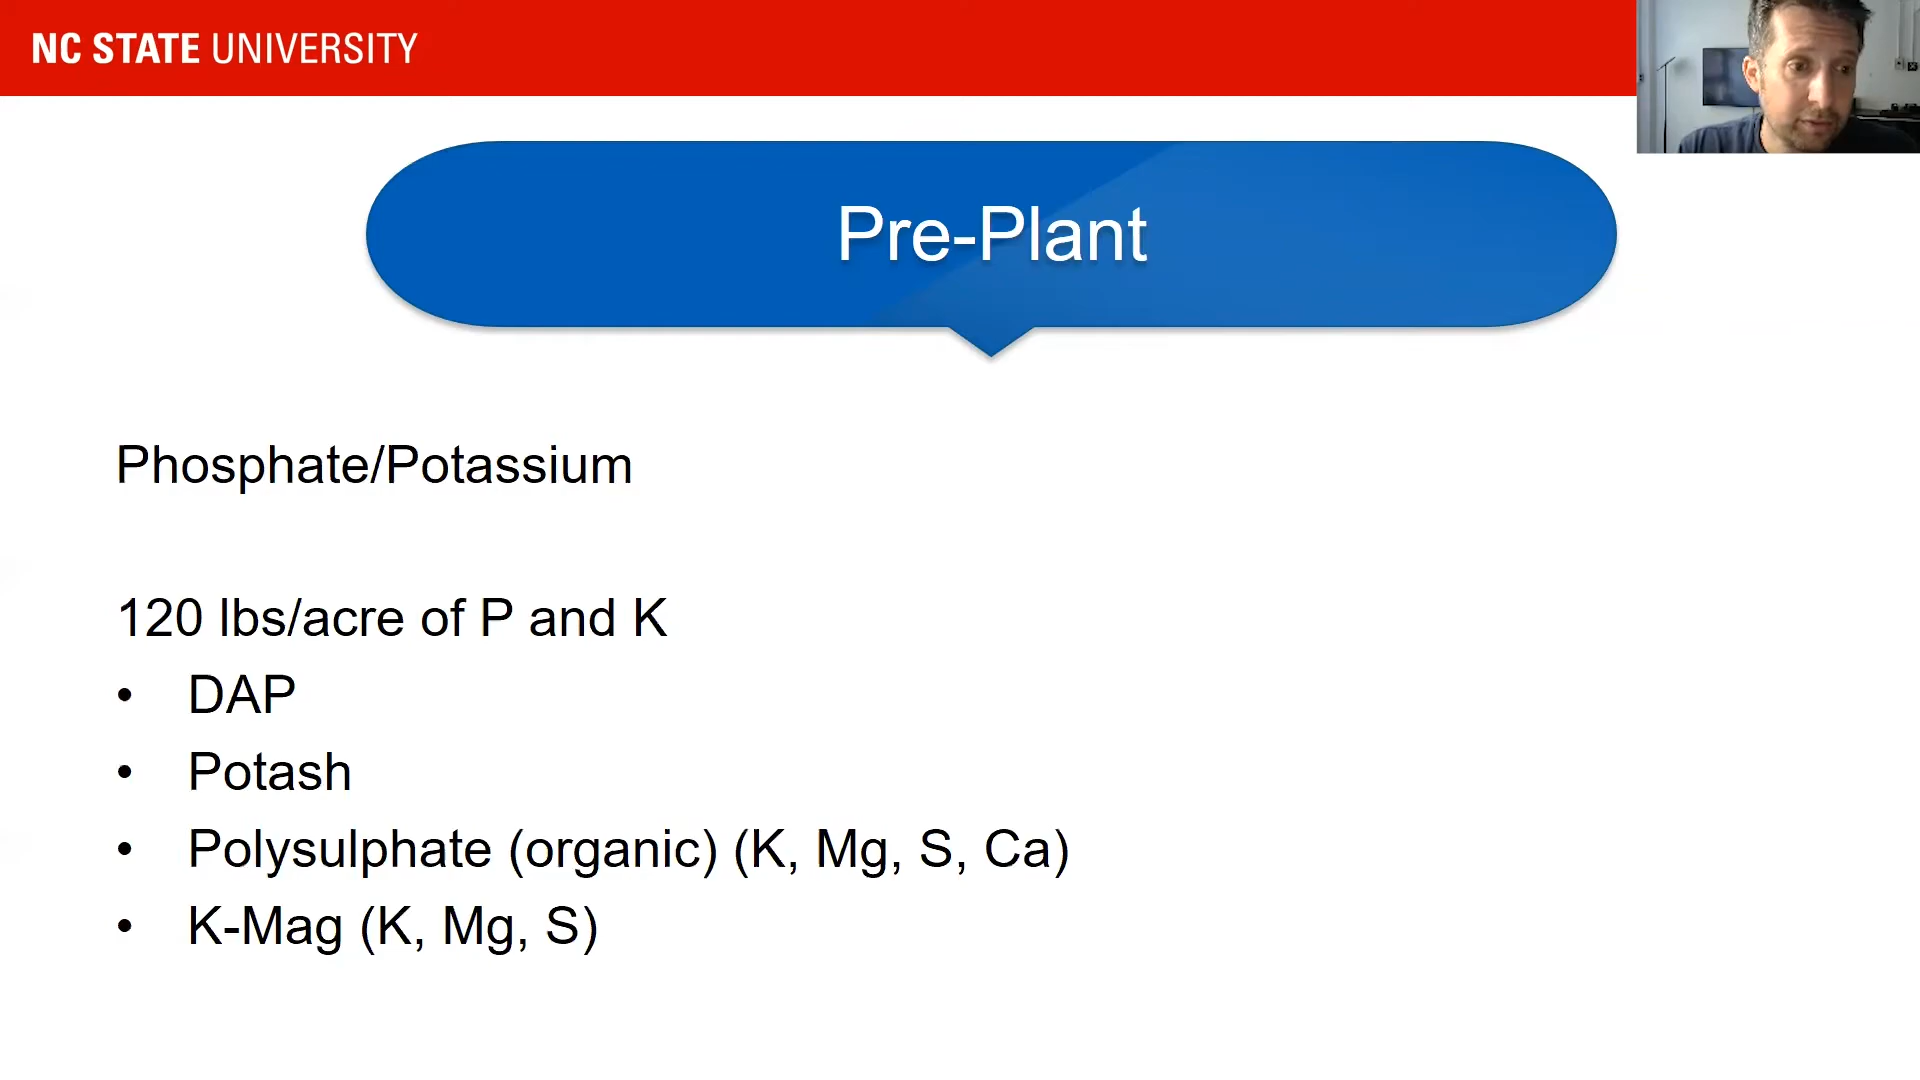 NC STATE UNIVERSITY
Pre-Plant
Phosphate/Potassium
120 lbs/acre of P and K
• DAP
• Potash
• Polysulphate (organic) (K, Mg, S, Ca)
• K-Mag (K, Mg, S)